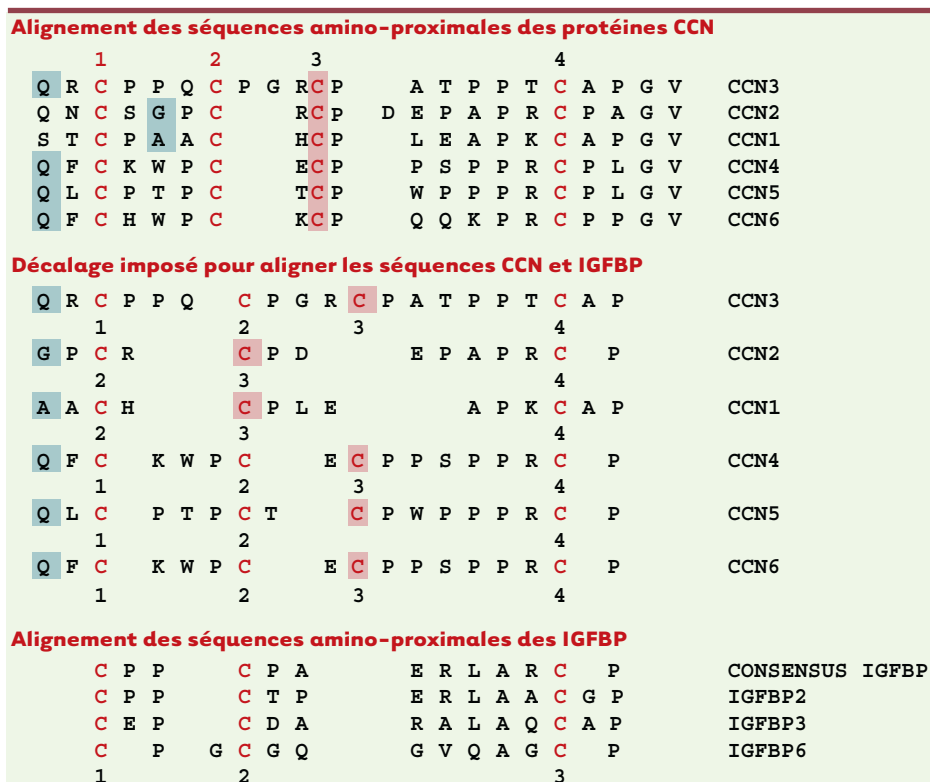 Alignement des séquences amino-proximales des protéines CCN
1 2 3 4
Q R C P P Q C P G R C P A T P P T C A P G V CCN3
Q N C S G P C R C P D E P A P R C P A G V CCN2
S T C P A A C H C P L E A P K C A P G V CCN1
Q F C K W P C E C P P S P P R C P L G V CCN4
Q L C P T P C T C P W P P P R C P L G V CCN5
Q F C H W P C K C P Q Q K P R C P P G V CCN6
Décalage imposé pour aligner les séquences CCN et IGFBP
Q R C P P Q C P G R C P A T P P T C A P CCN3
1 2 3 4
G P C R C P D E P A P R C P CCN2
2 3 4
A A C H C P L E A P K C A P CCN1
2 3 4
Q F C K W P C E C P P S P P R C P CCN4
1 2 3 4
Q L C P T P C T C P W P P P R C P CCN5
1 2 4
Q F C K W P C E C P P S P P R C P CCN6
1 2 3 4
Alignement des séquences amino-proximales des IGFBP
C P P C P A E R L A R C P CONSENSUS IGFBP
C P P C T P E R L A A C G P IGFBP2
C E P C D A R A L A Q C A P IGFBP3
C P G C G Q G V Q A G C P IGFBP6
1 2 3